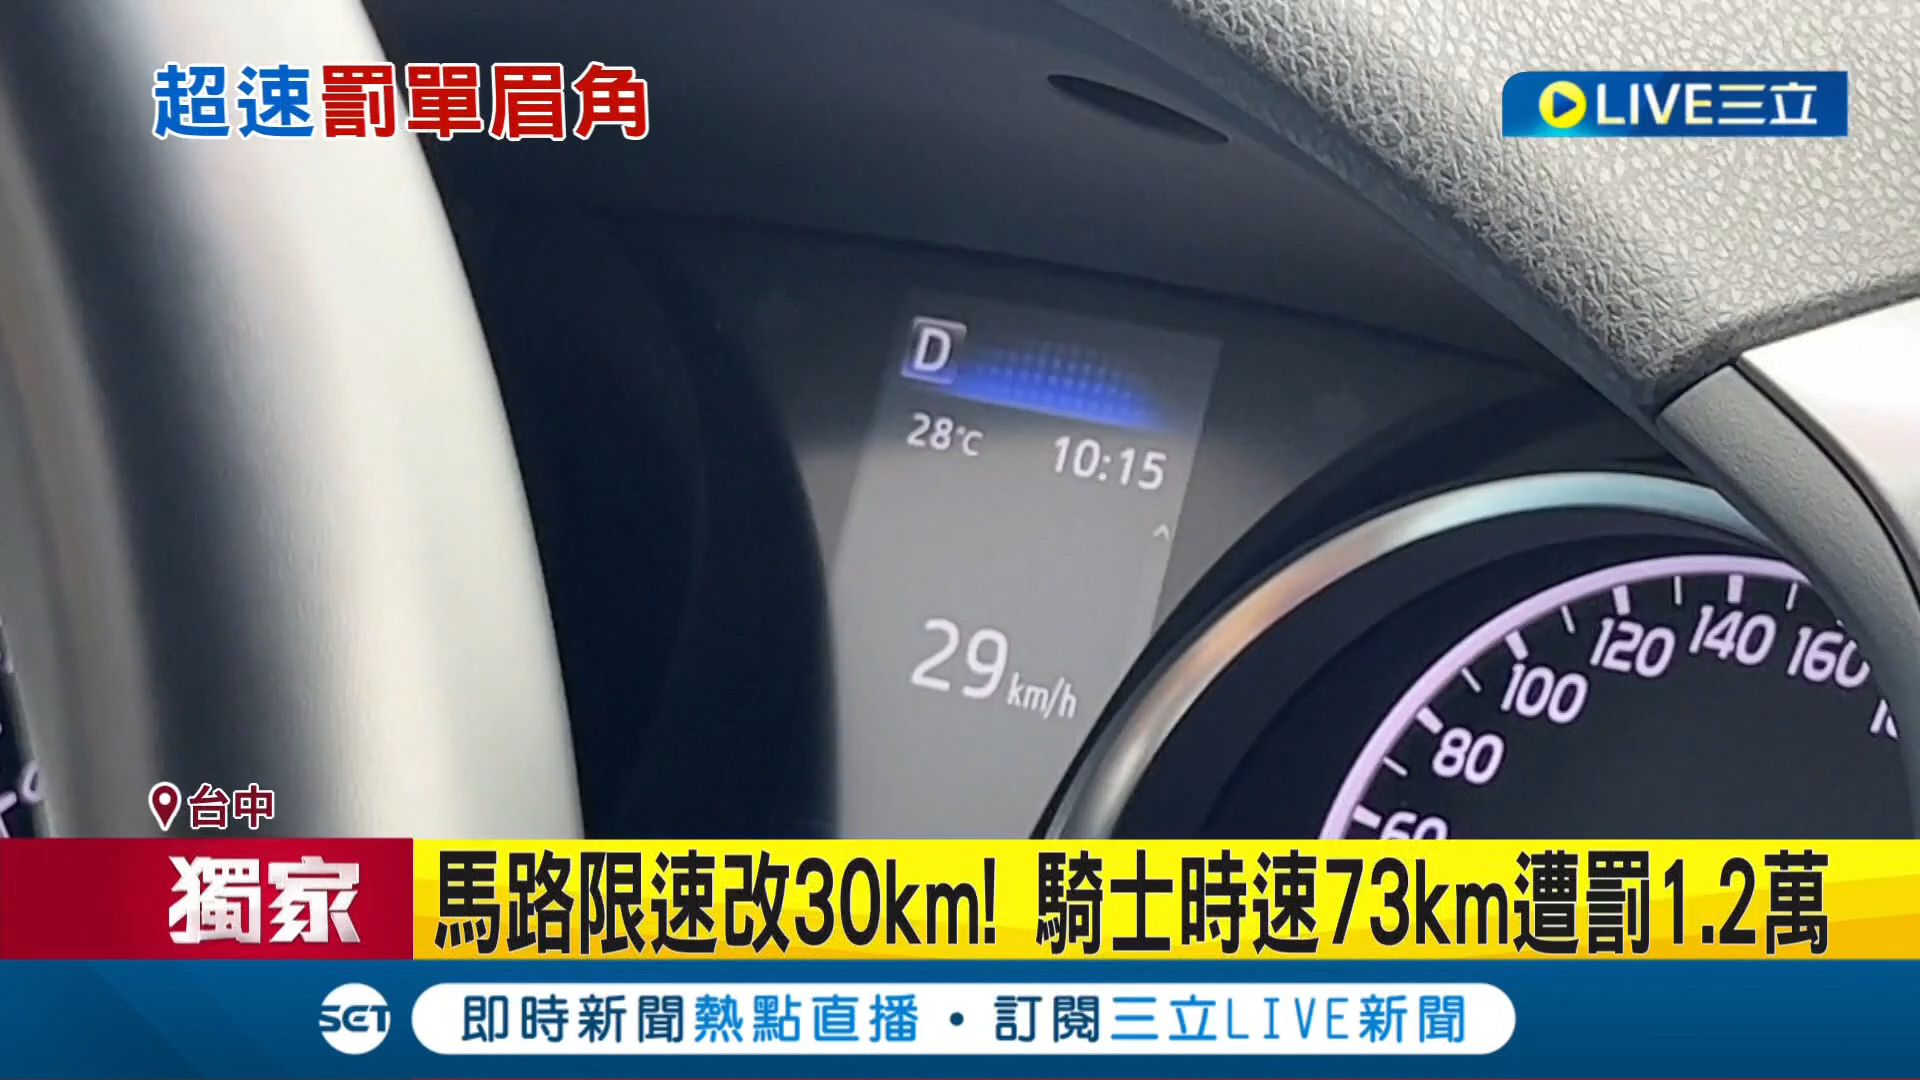 超速罰單眉角
LIVE三立
D
28°C 10:15
29 km/h
60
80
100
120
140
160
台中
獨家
馬路限速改30km! 騎士時速73km遭罰1.2萬
SET 即時新聞熱點直播・訂閱三立LIVE新聞